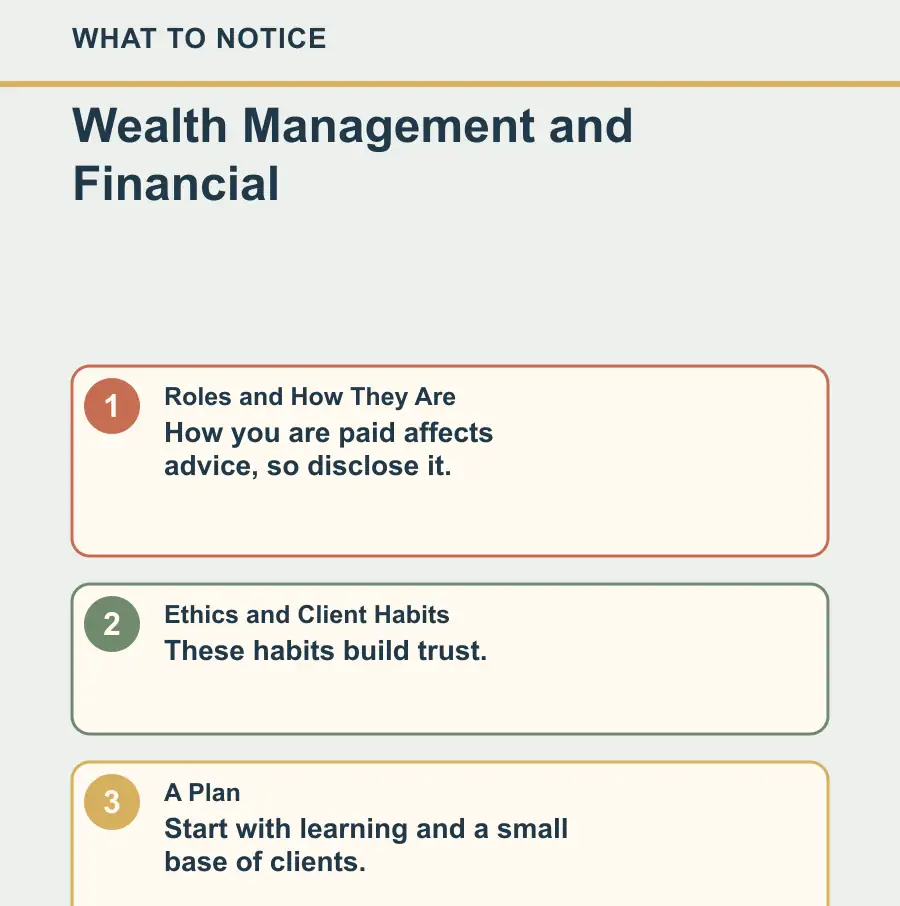 WHAT TO NOTICE
Wealth Management and
Financial
1
Roles and How They Are
How you are paid affects
advice, so disclose it.
2
Ethics and Client Habits
These habits build trust.
3
A Plan
Start with learning and a small
base of clients.